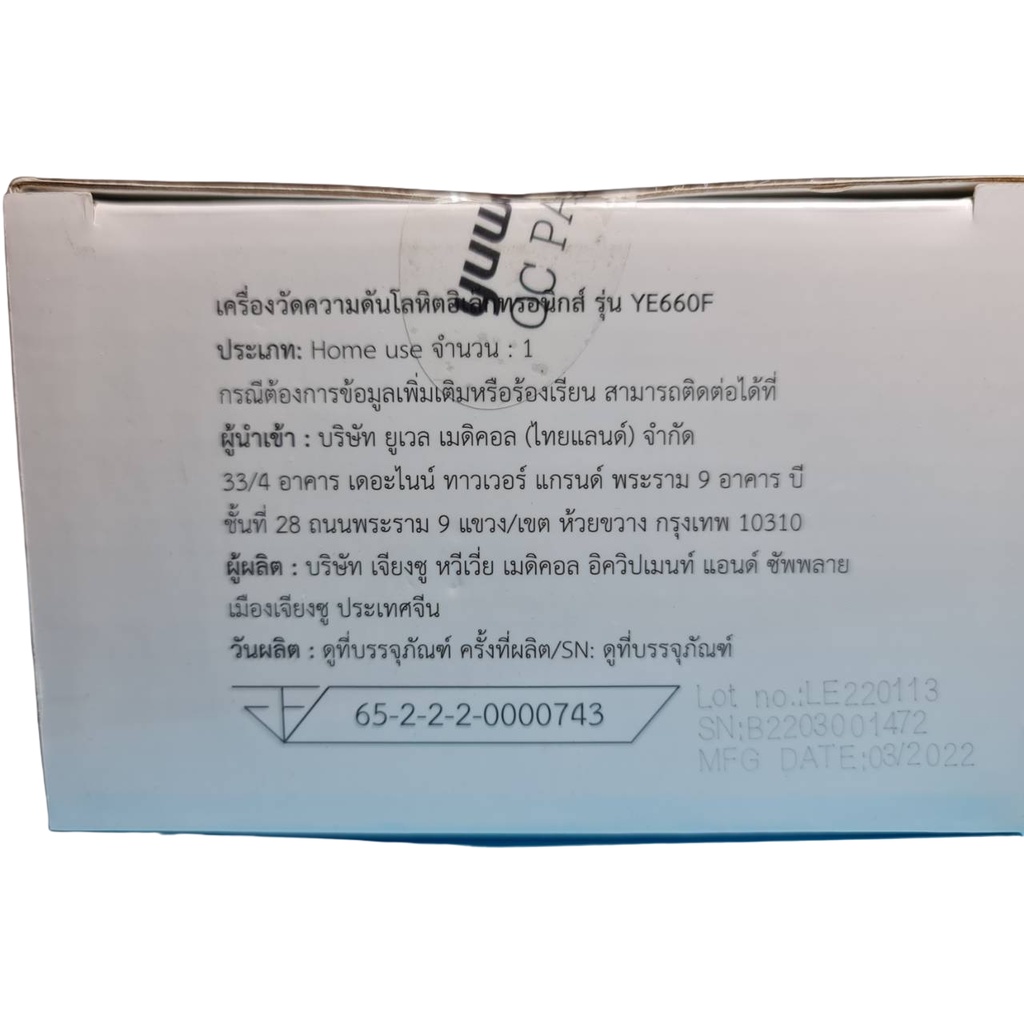 yuw
QC PA
เครื่องวัดความดันโลหิตอิเล็กทรอนิกส์ รุ่น YE660F
ประเภท: Home use จำนวน : 1
กรณีต้องการข้อมูลเพิ่มเติมหรือร้องเรียน สามารถติดต่อได้ที่
ผู้นำเข้า : บริษัท ยูเวล เมดิคอล (ไทยแลนด์) จำกัด
33/4 อาคาร เดอะไนน์ ทาวเวอร์ แกรนด์ พระราม 9 อาคาร บี
ชั้นที่ 28 ถนนพระราม 9 แขวง/เขต ห้วยขวาง กรุงเทพ 10310
ผู้ผลิต : บริษัท เจียงซู หวีเวี่ย เมดิคอล อิควิปเมนท์ แอนด์ ซัพพลาย
เมืองเจียงซู ประเทศจีน
วันผลิต : ดูที่บรรจุภัณฑ์ ครั้งที่ผลิต/SN: ดูที่บรรจุภัณฑ์
65-2-2-2-0000743
Lot no.:LE220113
SN:B2203001472
MFG DATE:03/2022